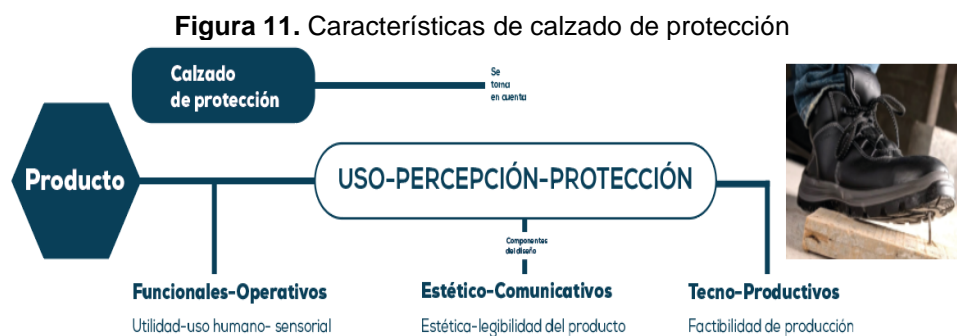 Figura 11. Características de calzado de protección
Calzado
de protección
Se
torna
en cuenta
Producto
USO-PERCEPCIÓN-PROTECCIÓN
Componentes
del diseño
Funcionales-Operativos
Estético-Comunicativos
Tecno-Productivos
Utilidad-uso humano- sensorial
Estética-legibilidad del producto
Factibilidad de producción